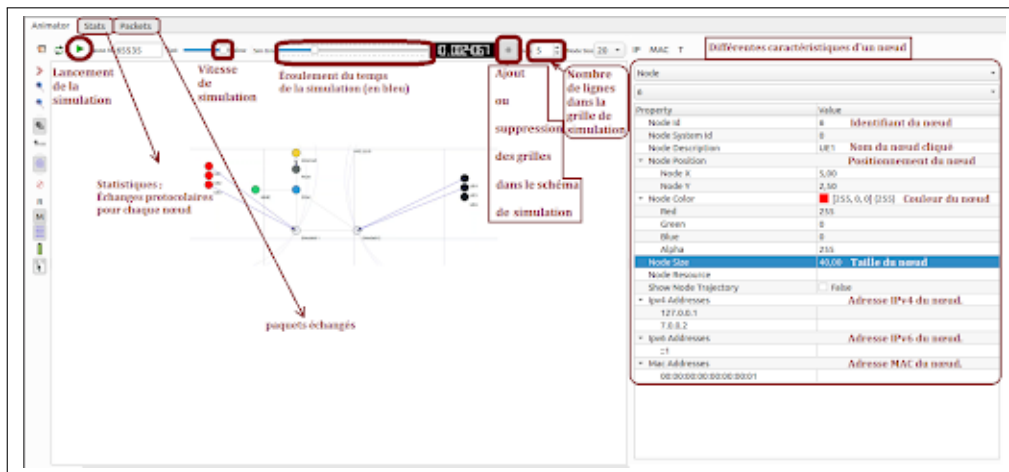 Animator Stats Packets
65535
0.002067
5
Node Size 20
IP MAC T
Différentes caractéristiques d'un nœud
Lancement
de la
simulation
Vitesse
de
simulation
Écoulement du temps
de la simulation (en bleu)
Ajout
ou
suppression
des grilles
dans le schéma
de simulation
Nombre
de lignes
dans la
grille de
simulation
Statistiques :
Échanges protocolaires
pour chaque nœud
paquets échangés
R
M
Node
6
Property Value
Node Id 6 Identifiant du nœud
Node System Id 0
Node Description UE1 Nom du nœud cliqué
Node Position Positionnement du nœud
Node X 5,00
Node Y 2,50
Node Color [255, 0, 0] (255) Couleur du nœud
Red 255
Green 0
Blue 0
Alpha 255
Node Size 40,00 Taille du nœud
Node Resource
Show Node Trajectory False
Ipv4 Addresses Adresse IPv4 du nœud.
127.0.0.1
7.0.0.2
Ipv6 Addresses Adresse IPv6 du nœud.
::1
Mac Addresses Adresse MAC du nœud.
00:00:00:00:00:00:00:01